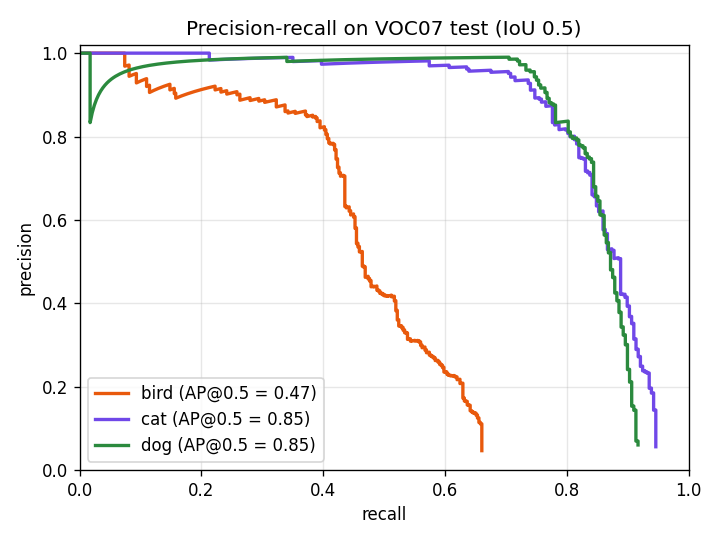 Precision-recall on VOC07 test (IoU 0.5)
1.0
0.8
0.6
0.4
0.2
0.0
precision
bird (AP@0.5 = 0.47)
cat (AP@0.5 = 0.85)
dog (AP@0.5 = 0.85)
0.0 0.2 0.4 0.6 0.8 1.0
recall